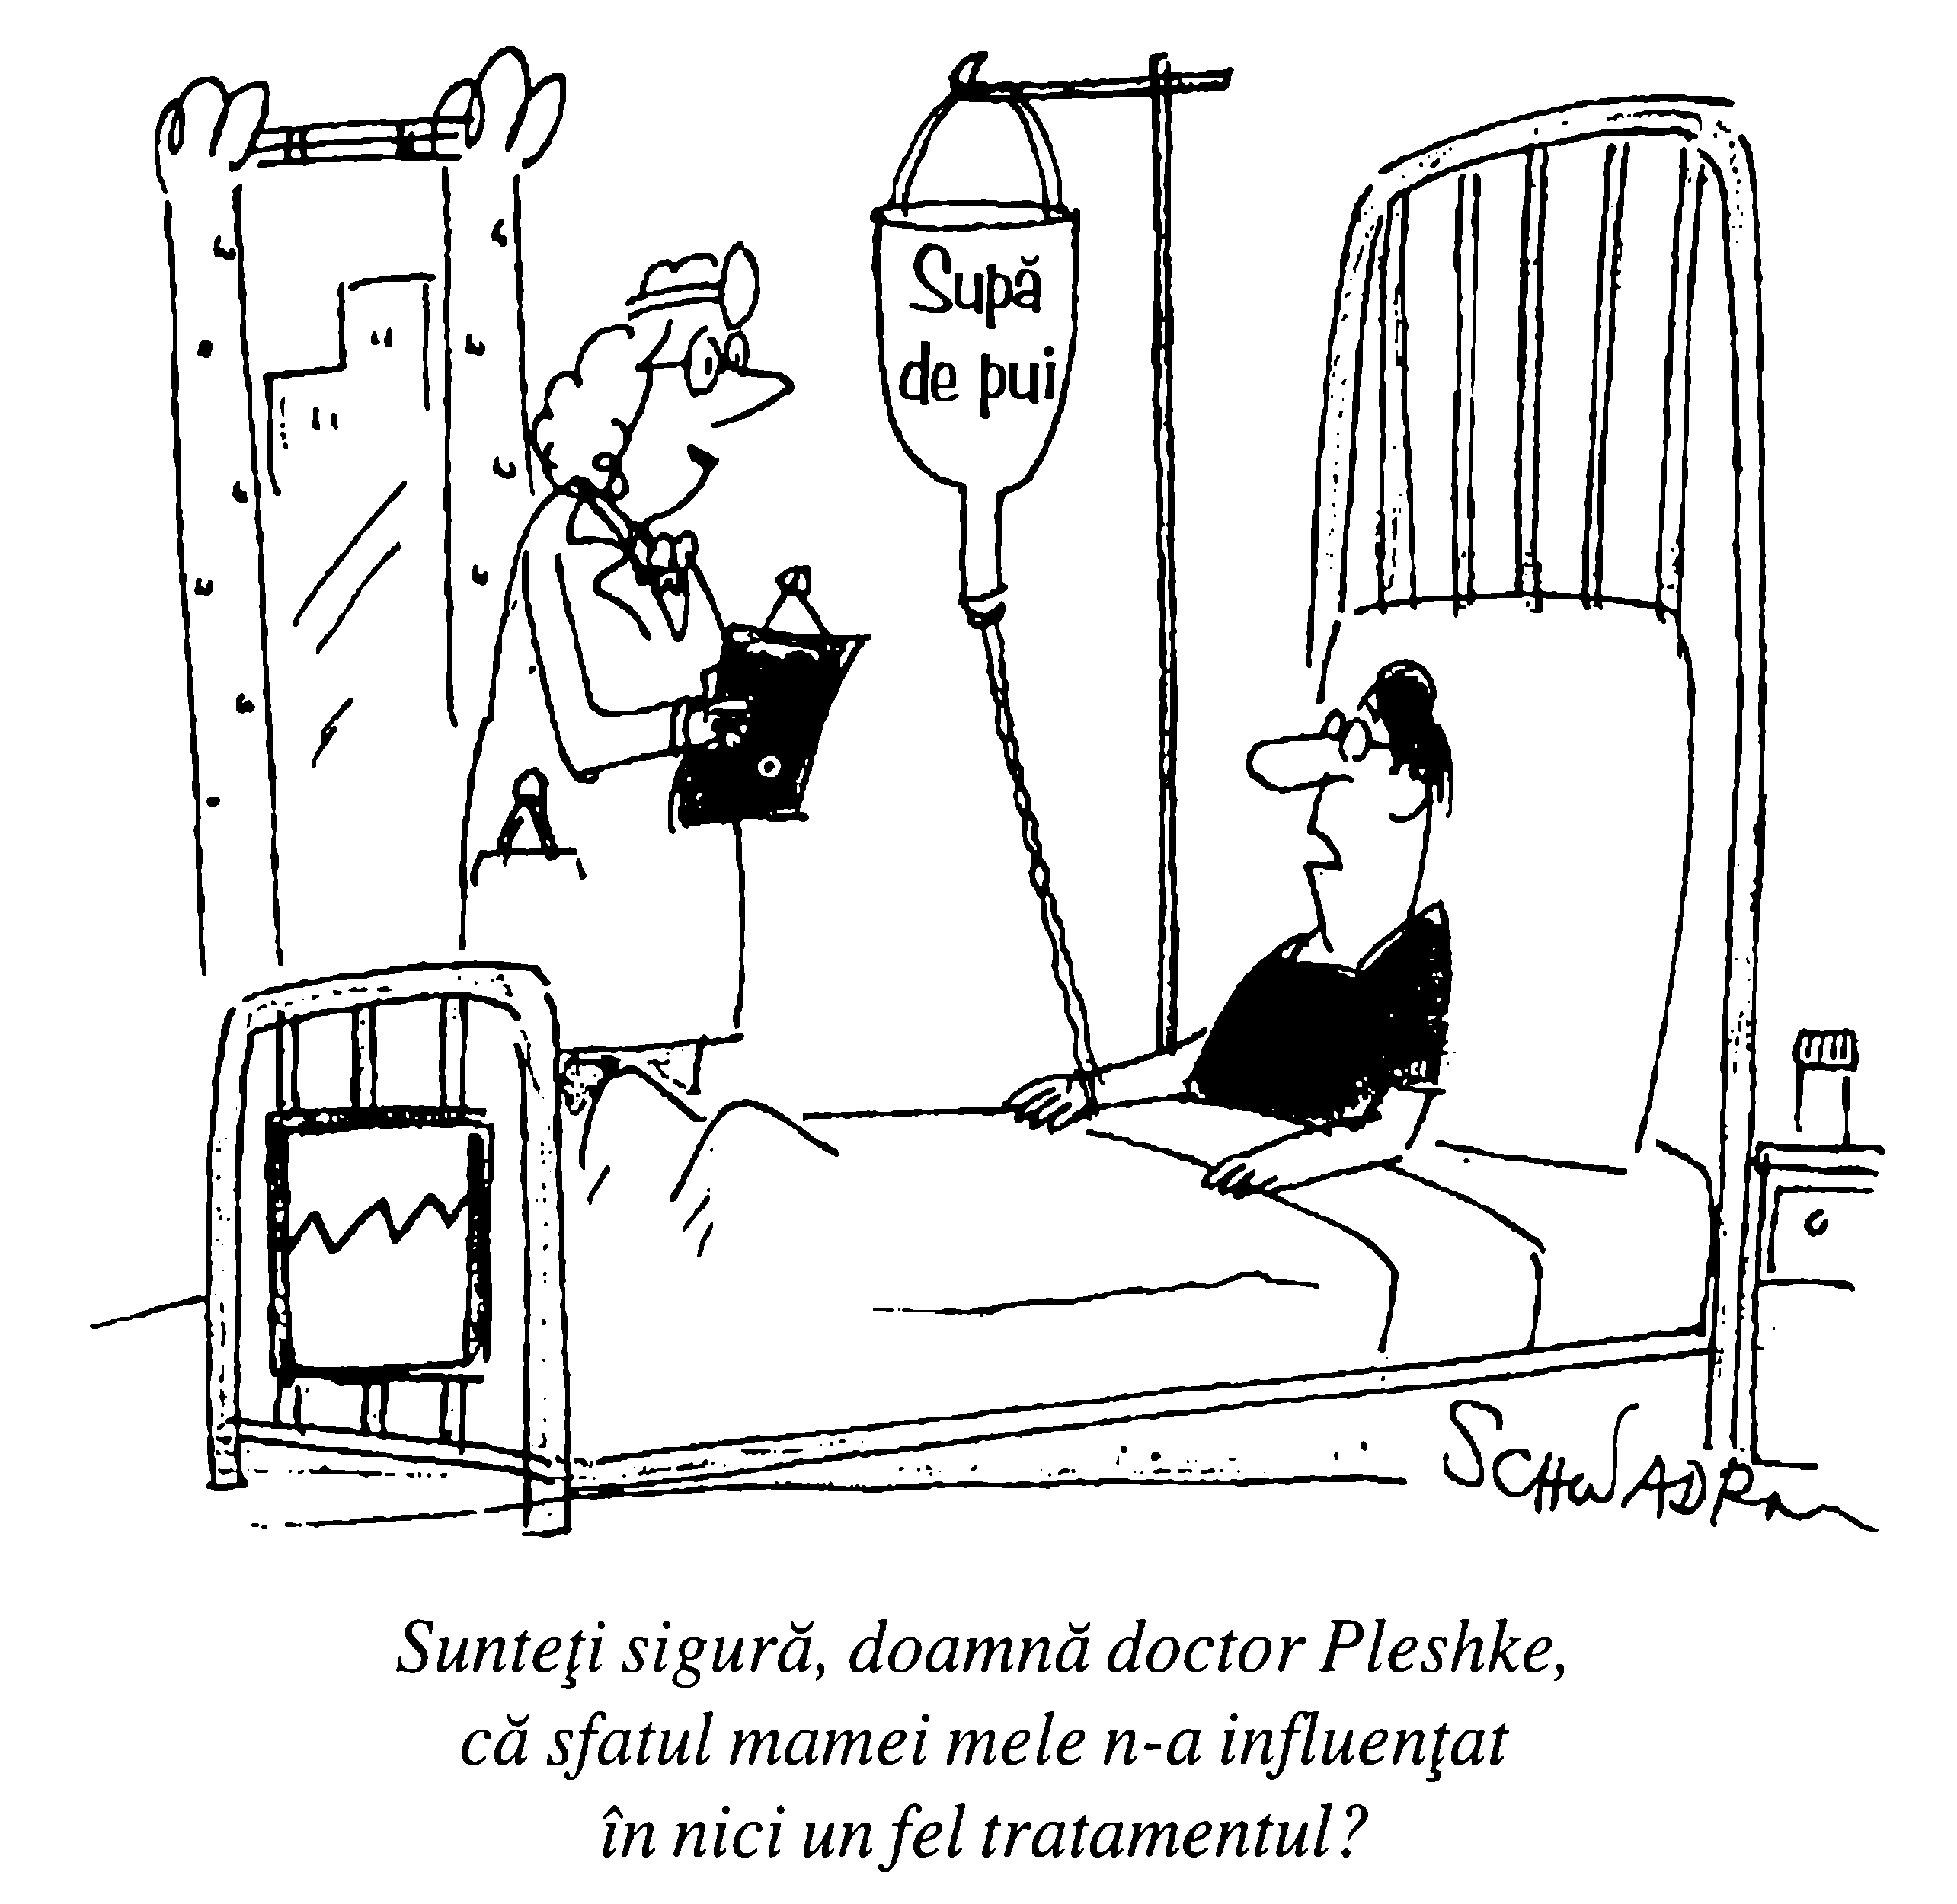 Supă
de pui
SCHWADRON
Sunteţi sigură, doamnă doctor Pleshke,
că sfatul mamei mele n-a influenţat
în nici un fel tratamentul?